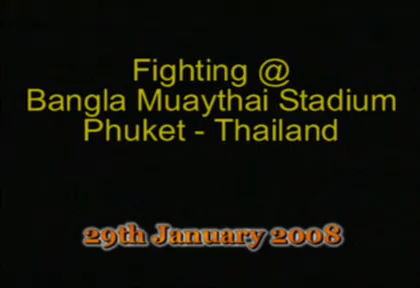 Fighting @
Bangla Muaythai Stadium
Phuket - Thailand
29th January 2008